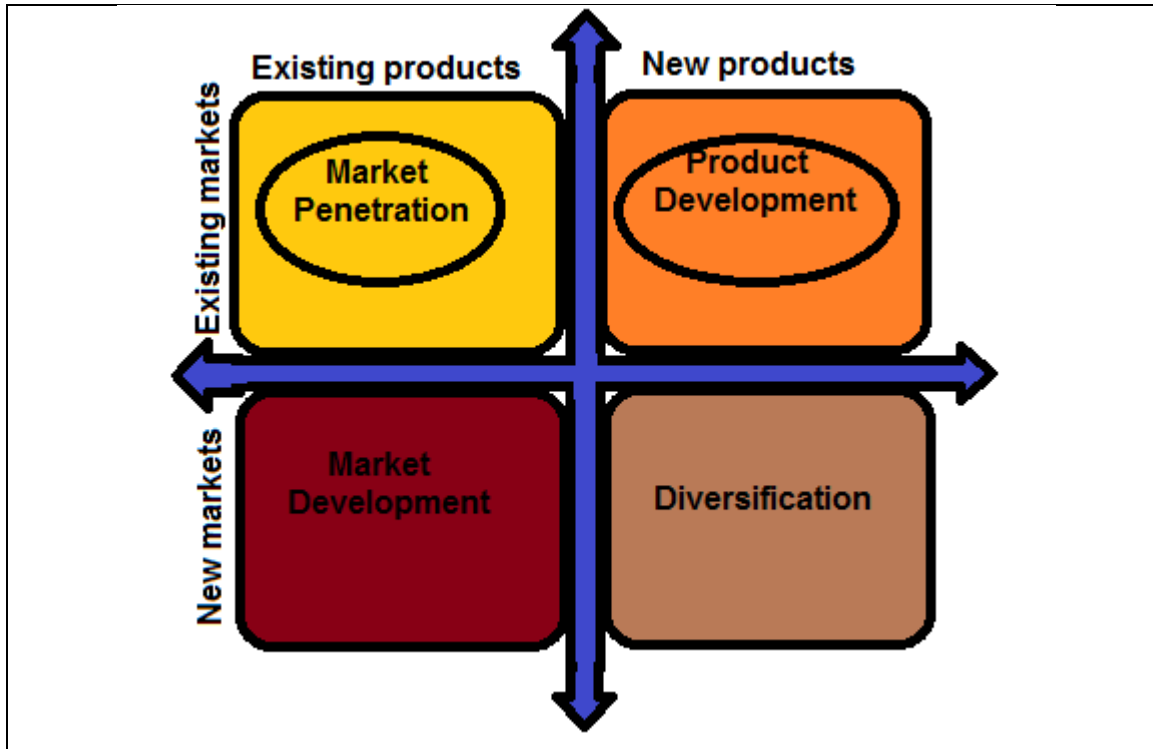 Existing products
New products
Existing markets
Market
Penetration
Product
Development
New markets
Market
Development
Diversification